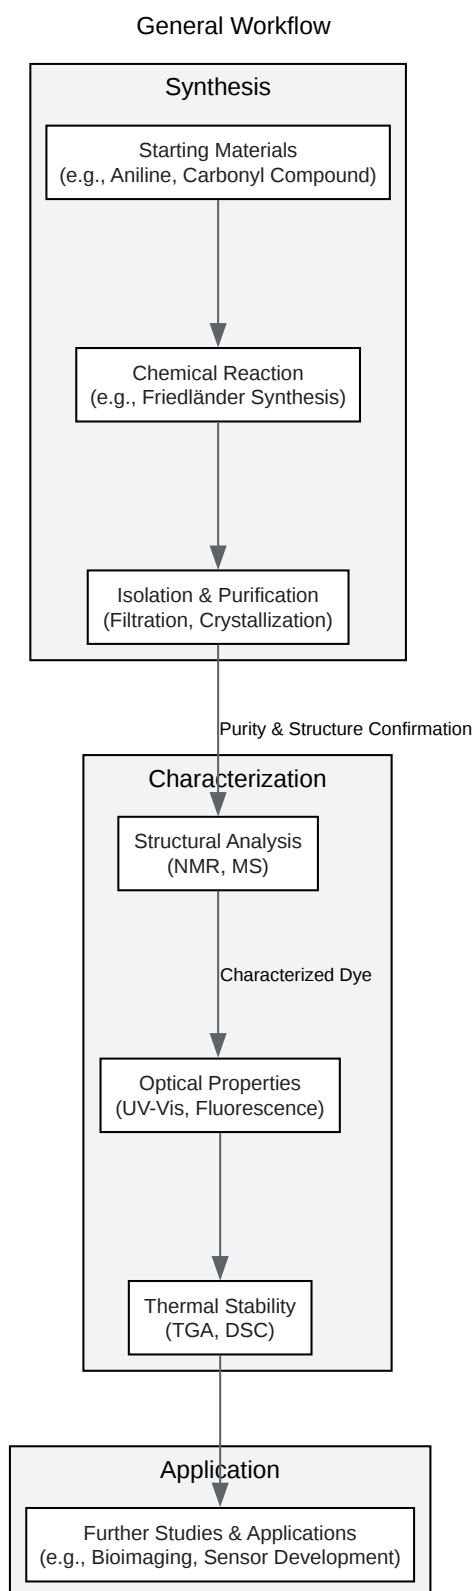 General Workflow
Synthesis
Starting Materials
(e.g., Aniline, Carbonyl Compound)
Chemical Reaction
(e.g., Friedländer Synthesis)
Isolation & Purification
(Filtration, Crystallization)
Purity & Structure Confirmation
Characterization
Structural Analysis
(NMR, MS)
Characterized Dye
Optical Properties
(UV-Vis, Fluorescence)
Thermal Stability
(TGA, DSC)
Application
Further Studies & Applications
(e.g., Bioimaging, Sensor Development)